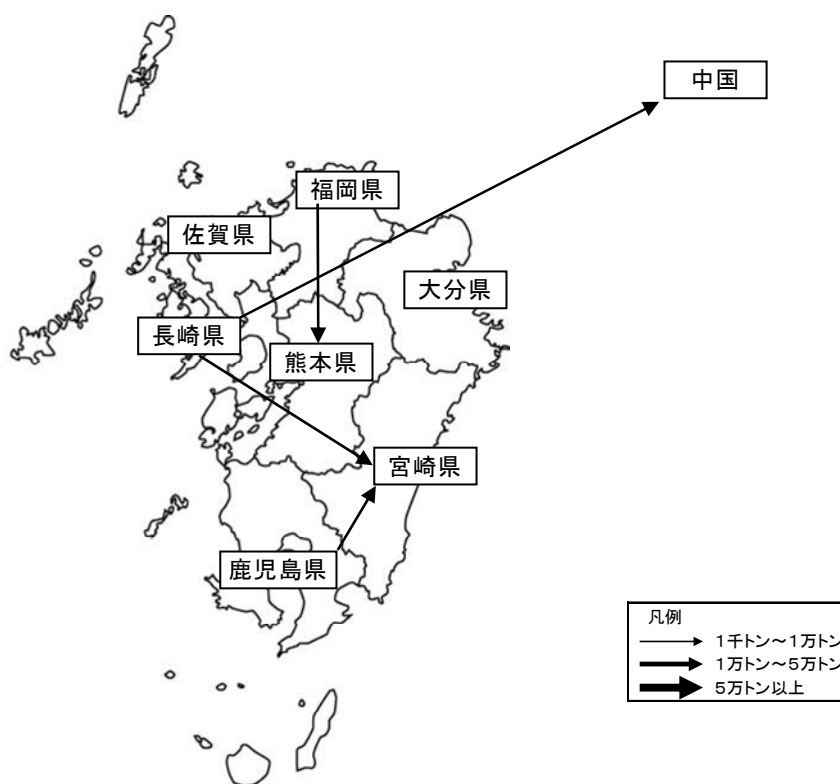 中国
福岡県
佐賀県
大分県
長崎県
熊本県
宮崎県
鹿児島県
凡例
1千トン～1万トン
1万トン～5万トン
5万トン以上